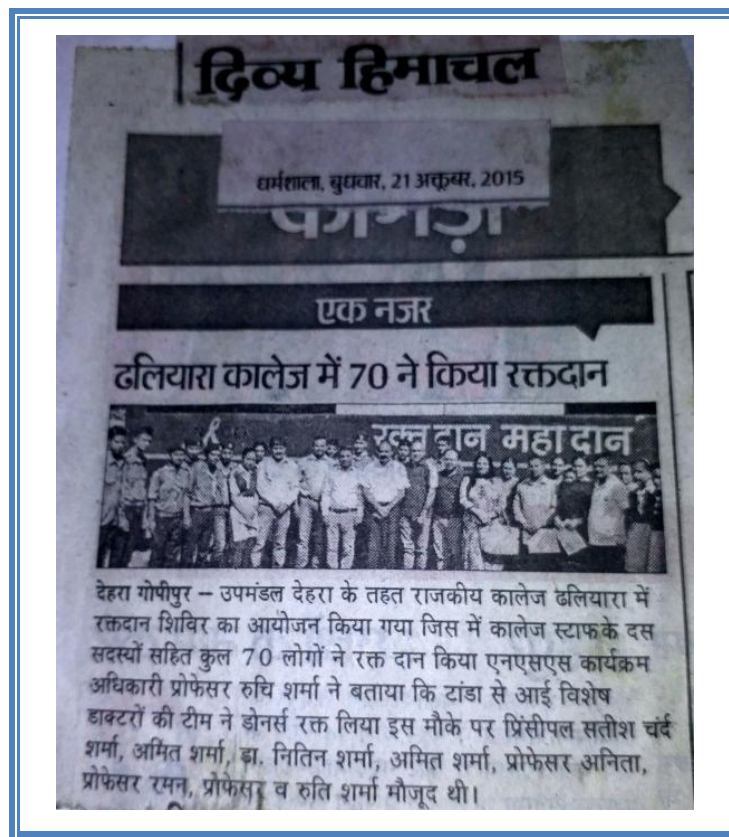 दिव्य हिमाचल
धर्मशाला, बुधवार, 21 अक्तूबर, 2015
एक नजर
ढलियारा कालेज में 70 ने किया रक्तदान
रक्त दान महा दान
देहरा गोपीपुर – उपमंडल देहरा के तहत राजकीय कालेज ढलियारा में
रक्तदान शिविर का आयोजन किया गया जिस में कालेज स्टाफ के दस
सदस्यों सहित कुल 70 लोगों ने रक्त दान किया एनएसएस कार्यक्रम
अधिकारी प्रोफेसर रुचि शर्मा ने बताया कि टांडा से आई विशेष
डाक्टरों की टीम ने डोनर्स रक्त लिया इस मौके पर प्रिंसीपल सतीश चंर्द
शर्मा, अमित शर्मा, डा. नितिन शर्मा, अमित शर्मा, प्रोफेसर अनिता,
प्रोफेसर रमन, प्रोफेसर व रुति शर्मा मौजूद थी।